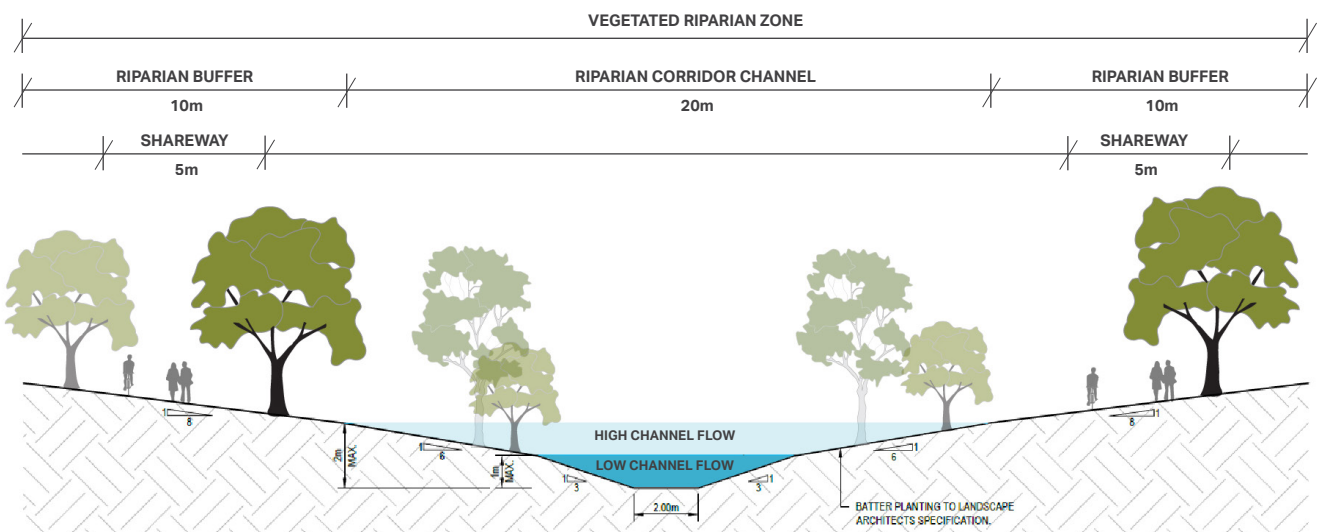 VEGETATED RIPARIAN ZONE
RIPARIAN BUFFER
RIPARIAN CORRIDOR CHANNEL
RIPARIAN BUFFER
10m
20m
10m
SHAREWAY
SHAREWAY
5m
5m
1
8
1
8
HIGH CHANNEL FLOW
2m
MAX.
1
6
1
6
LOW CHANNEL FLOW
1m
MAX.
1
3
1
3
2.00m
BATTER PLANTING TO LANDSCAPE
ARCHITECTS SPECIFICATION.